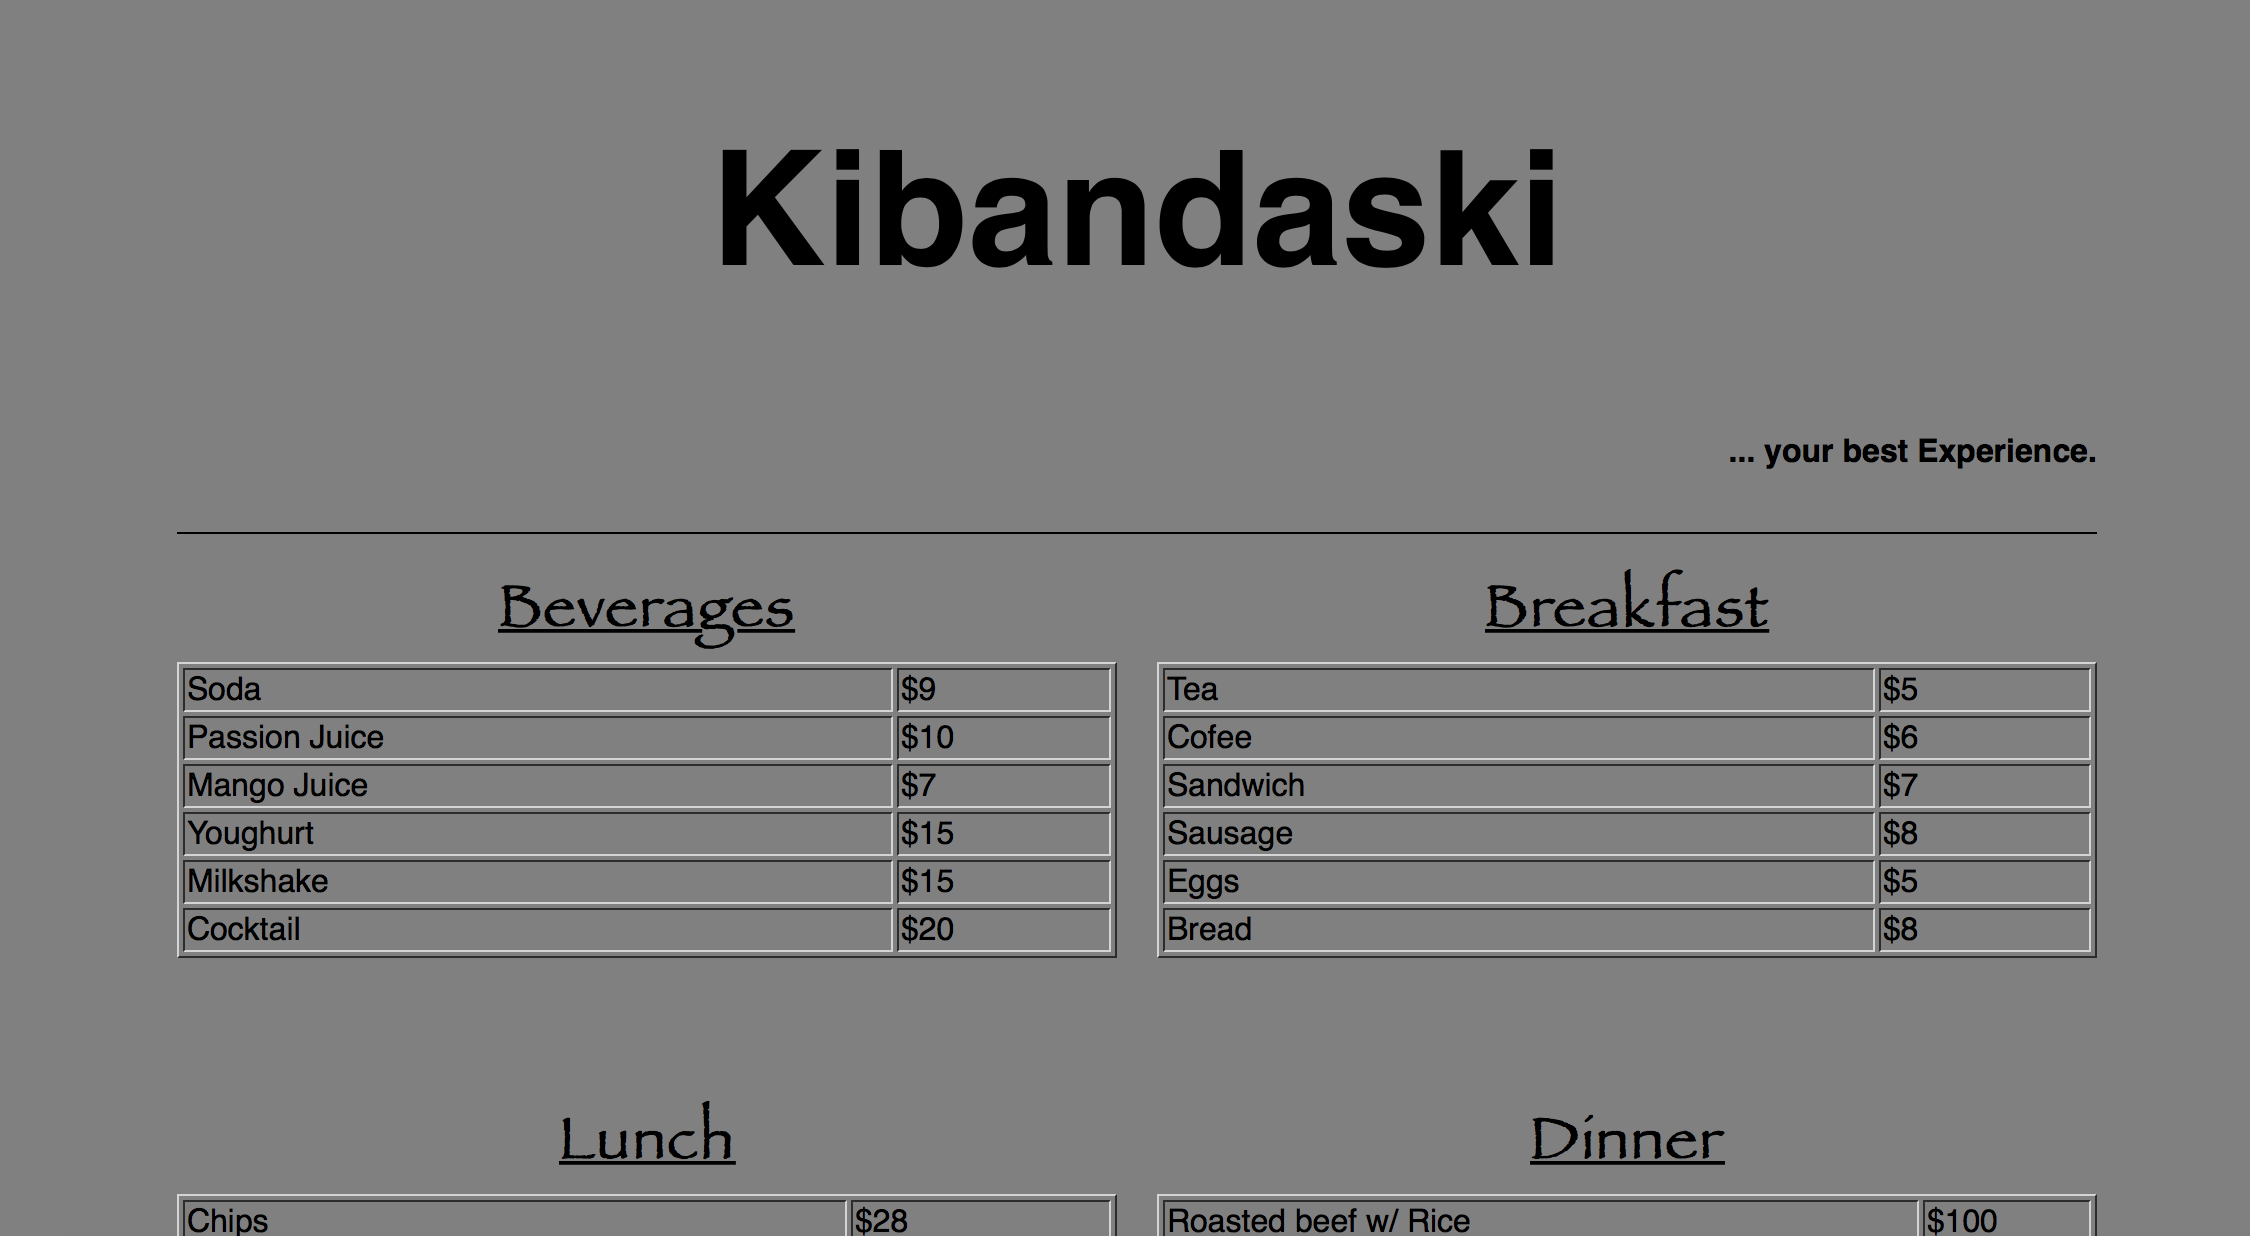 Kibandaski
... your best Experience.
Beverages
Soda $9
Passion Juice $10
Mango Juice $7
Youghurt $15
Milkshake $15
Cocktail $20
Breakfast
Tea $5
Cofee $6
Sandwich $7
Sausage $8
Eggs $5
Bread $8
Lunch
Chips $28
Dinner
Roasted beef w/ Rice $100